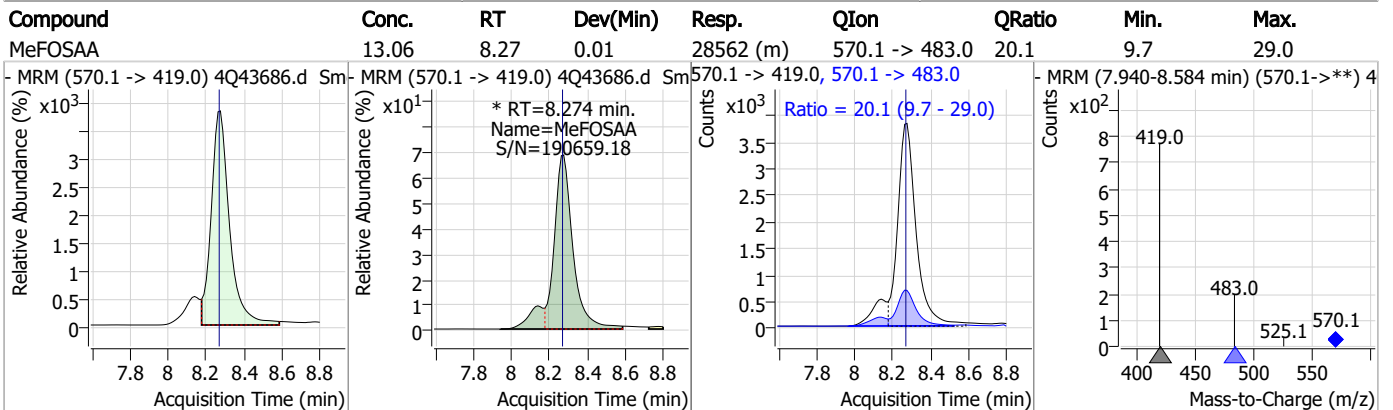 Compound Conc. RT Dev(Min) Resp. QIon QRatio Min. Max.
MeFOSAA 13.06 8.27 0.01 28562 (m) 570.1 -> 483.0 20.1 9.7 29.0
- MRM (570.1 -> 419.0) 4Q43686.d Sm
Relative Abundance (%)
x10³
3
2.5
2
1.5
1
0.5
0
7.8 8 8.2 8.4 8.6 8.8
Acquisition Time (min)
- MRM (570.1 -> 419.0) 4Q43686.d Sm
Relative Abundance (%)
x10¹
* RT=8.274 min.
Name=MeFOSAA
S/N=190659.18
7
6
5
4
3
2
1
0
7.8 8 8.2 8.4 8.6 8.8
Acquisition Time (min)
570.1 -> 419.0, 570.1 -> 483.0
Counts
x10³
Ratio = 20.1 (9.7 - 29.0)
3.5
3
2.5
2
1.5
1
0.5
0
7.8 8 8.2 8.4 8.6 8.8
Acquisition Time (min)
- MRM (7.940-8.584 min) (570.1->**) 4
Counts
x10²
8
7
6
5
4
3
2
1
0
419.0
483.0
525.1
570.1
400 450 500 550
Mass-to-Charge (m/z)